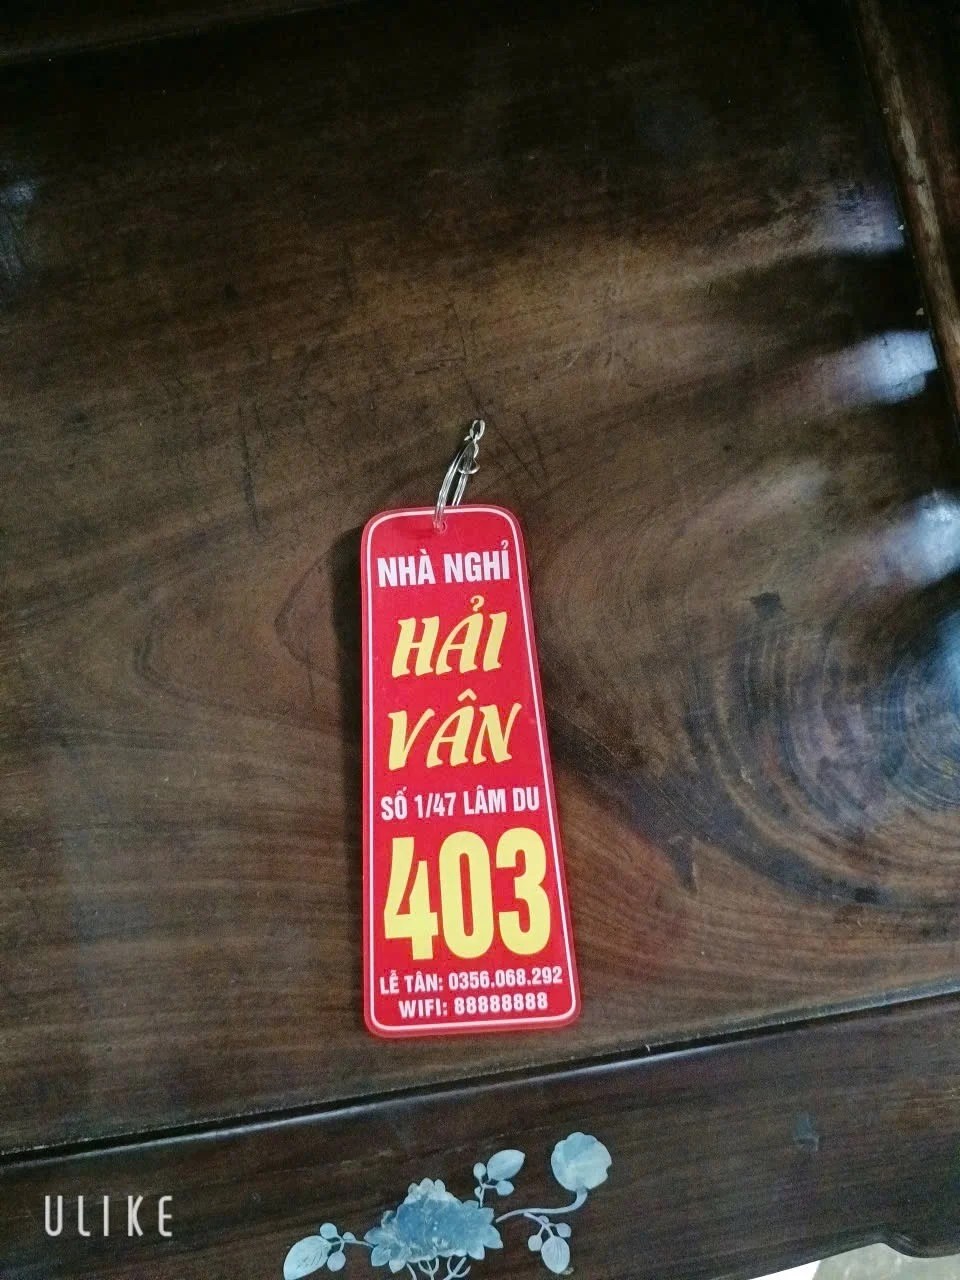 NHÀ NGHỈ
HẢI
VÂN
SỐ 1/47 LÂM DU
403
LỄ TÂN: 0356.068.292
WIFI: 88888888
ULIKE